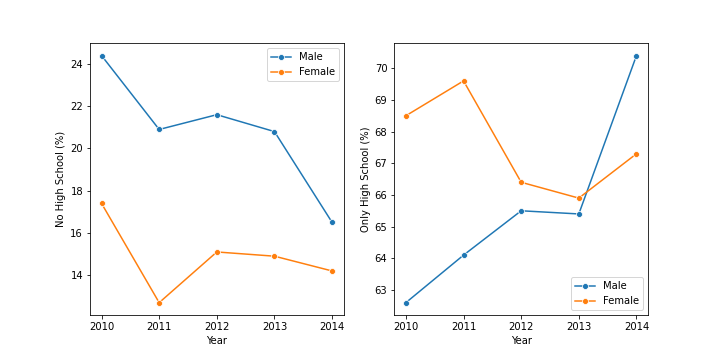 No High School (%)
24
22
20
18
16
14
Male
Female
2010 2011 2012 2013 2014
Year
Only High School (%)
70
69
68
67
66
65
64
63
Male
Female
2010 2011 2012 2013 2014
Year